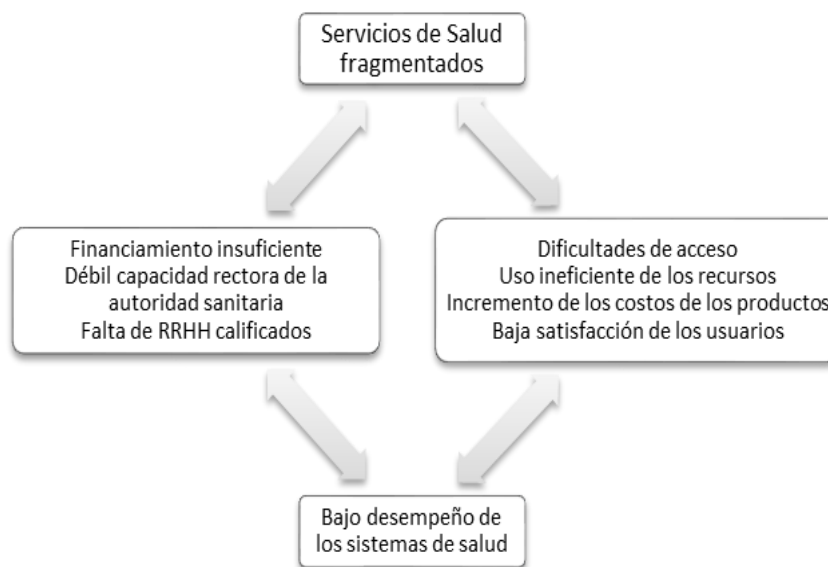 Servicios de Salud
fragmentados
Financiamiento insuficiente
Débil capacidad rectora de la
autoridad sanitaria
Falta de RRHH calificados
Dificultades de acceso
Uso ineficiente de los recursos
Incremento de los costos de los productos
Baja satisfacción de los usuarios
Bajo desempeño de
los sistemas de salud